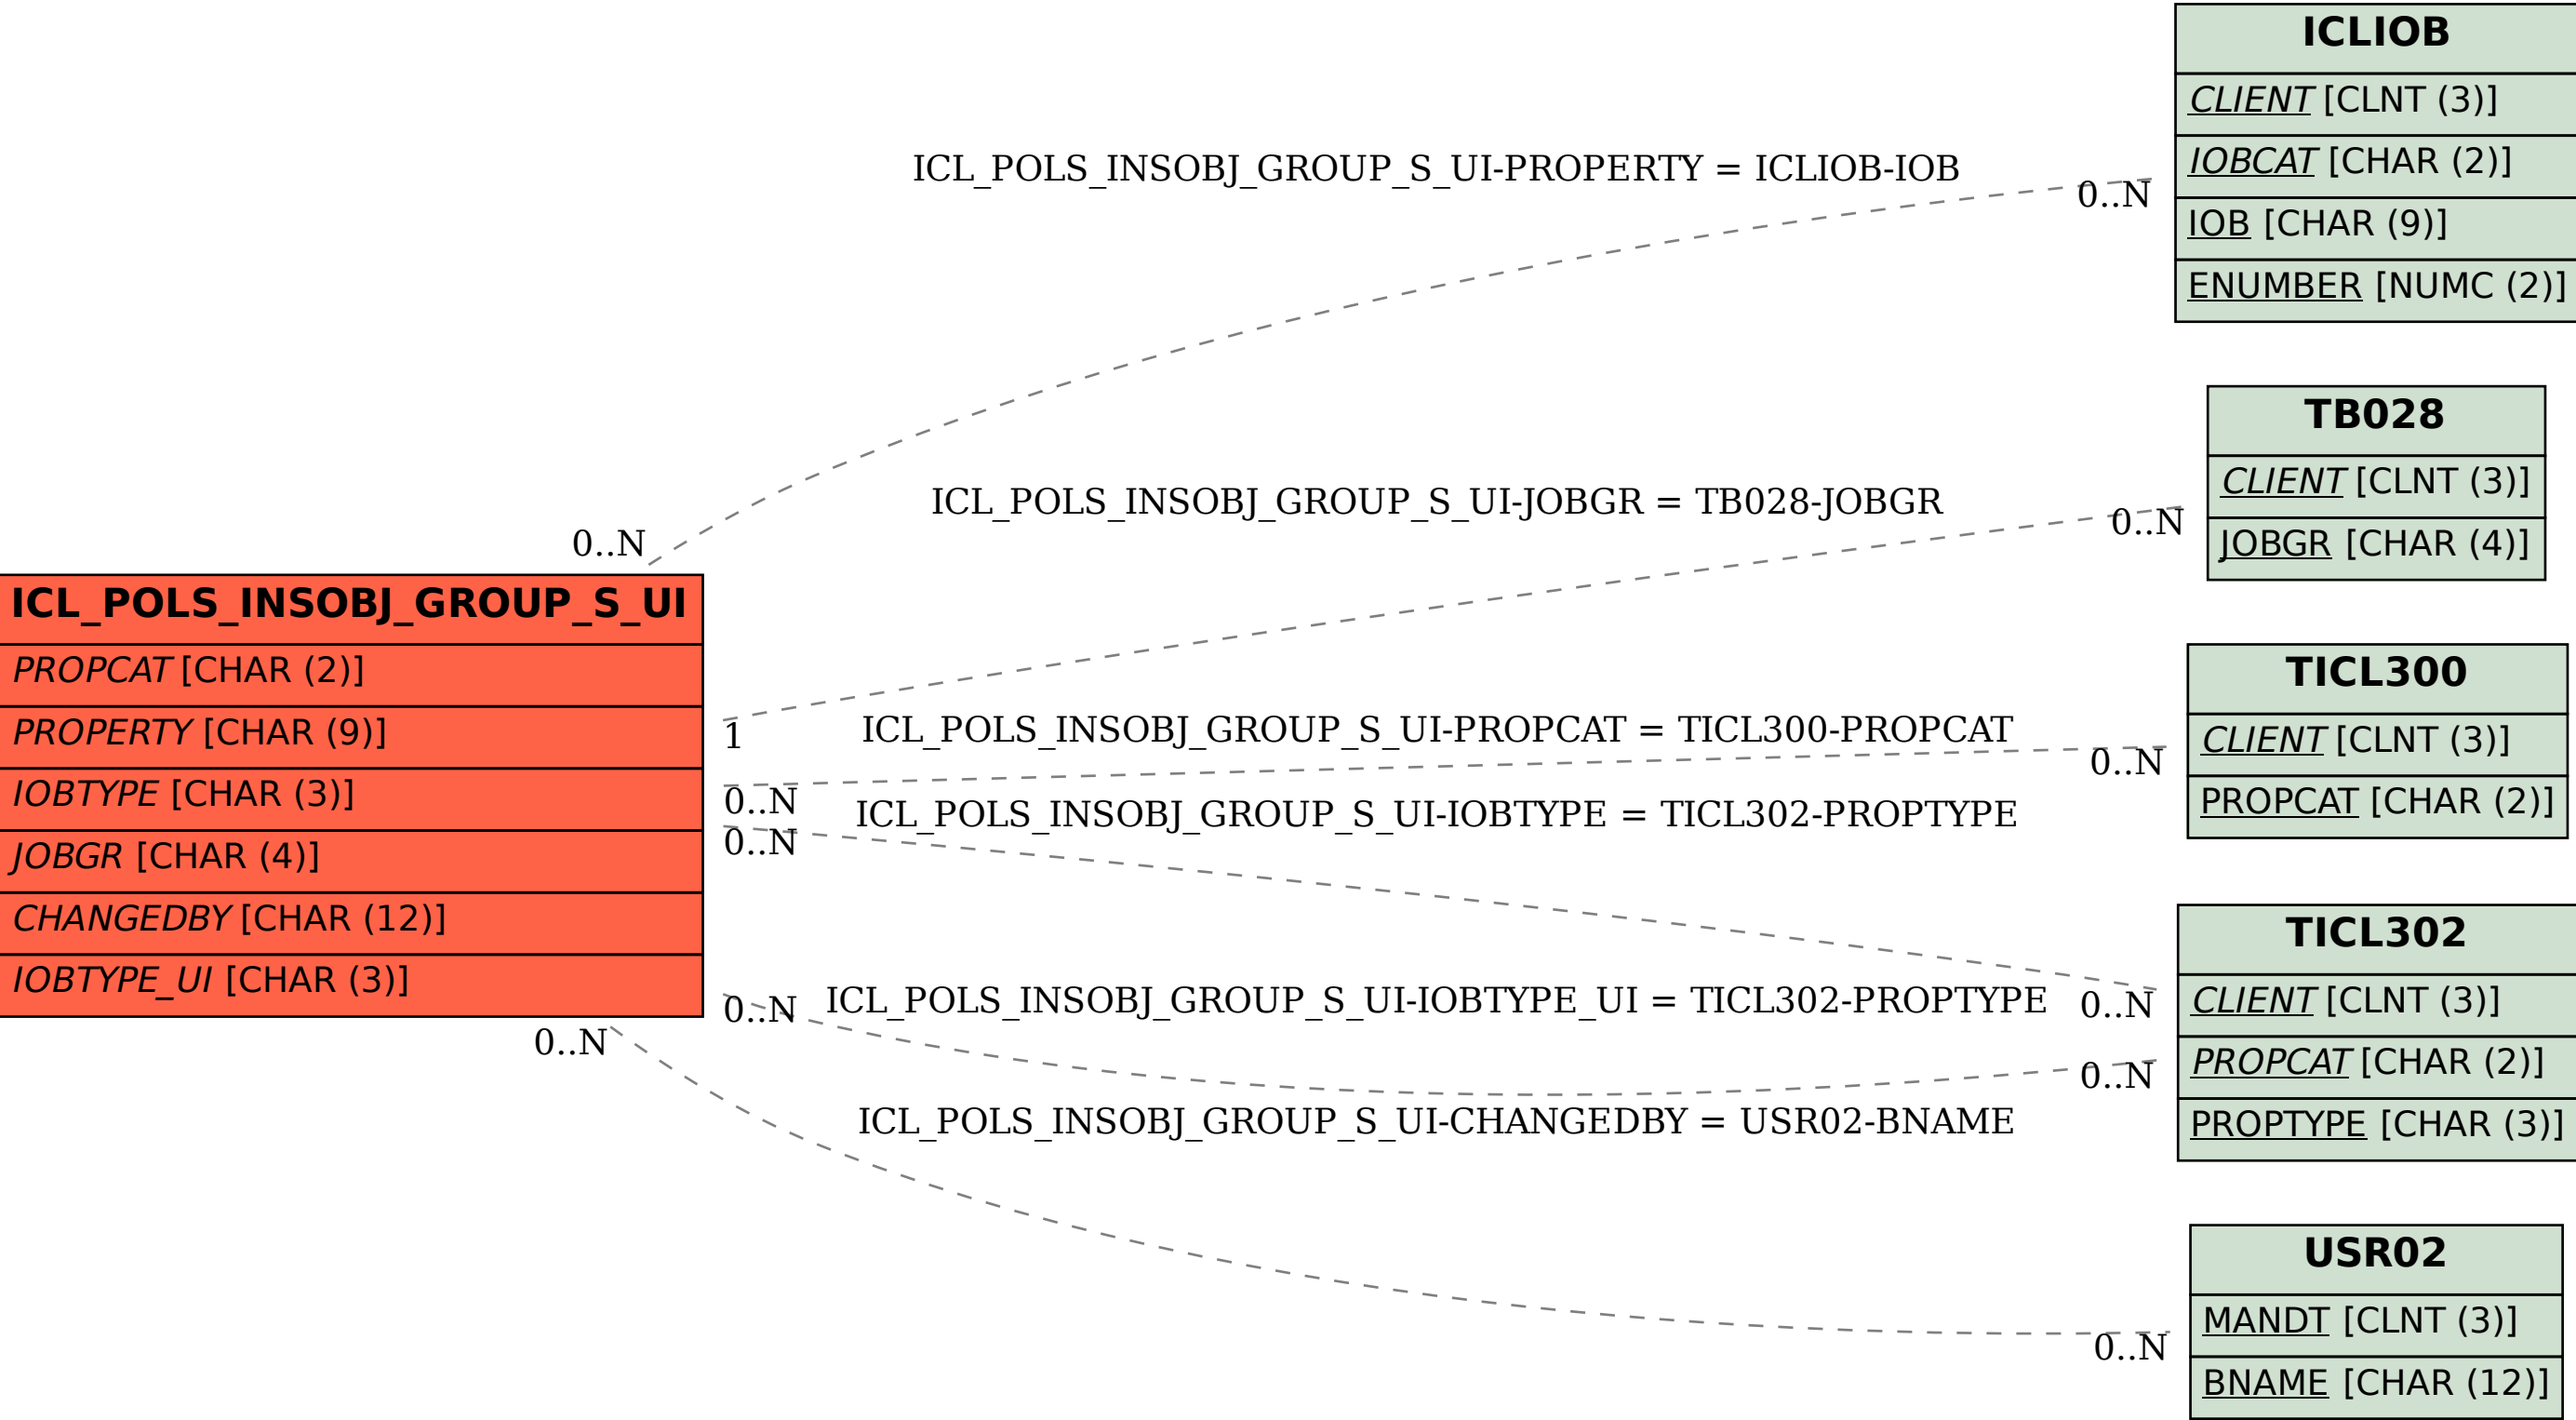 ICLIOB
CLIENT [CLNT (3)]
IOBCAT [CHAR (2)]
IOB [CHAR (9)]
ENUMBER [NUMC (2)]
ICL_POLS_INSOBJ_GROUP_S_UI-PROPERTY = ICLIOB-IOB
0..N
0..N
TB028
CLIENT [CLNT (3)]
JOBGR [CHAR (4)]
ICL_POLS_INSOBJ_GROUP_S_UI-JOBGR = TB028-JOBGR
0..N
1
ICL_POLS_INSOBJ_GROUP_S_UI
PROPCAT [CHAR (2)]
PROPERTY [CHAR (9)]
IOBTYPE [CHAR (3)]
JOBGR [CHAR (4)]
CHANGEDBY [CHAR (12)]
IOBTYPE_UI [CHAR (3)]
TICL300
CLIENT [CLNT (3)]
PROPCAT [CHAR (2)]
ICL_POLS_INSOBJ_GROUP_S_UI-PROPCAT = TICL300-PROPCAT
0..N
0..N
ICL_POLS_INSOBJ_GROUP_S_UI-IOBTYPE = TICL302-PROPTYPE
0..N
0..N
TICL302
CLIENT [CLNT (3)]
PROPCAT [CHAR (2)]
PROPTYPE [CHAR (3)]
ICL_POLS_INSOBJ_GROUP_S_UI-IOBTYPE_UI = TICL302-PROPTYPE
0..N
0..N
ICL_POLS_INSOBJ_GROUP_S_UI-CHANGEDBY = USR02-BNAME
0..N
0..N
USR02
MANDT [CLNT (3)]
BNAME [CHAR (12)]